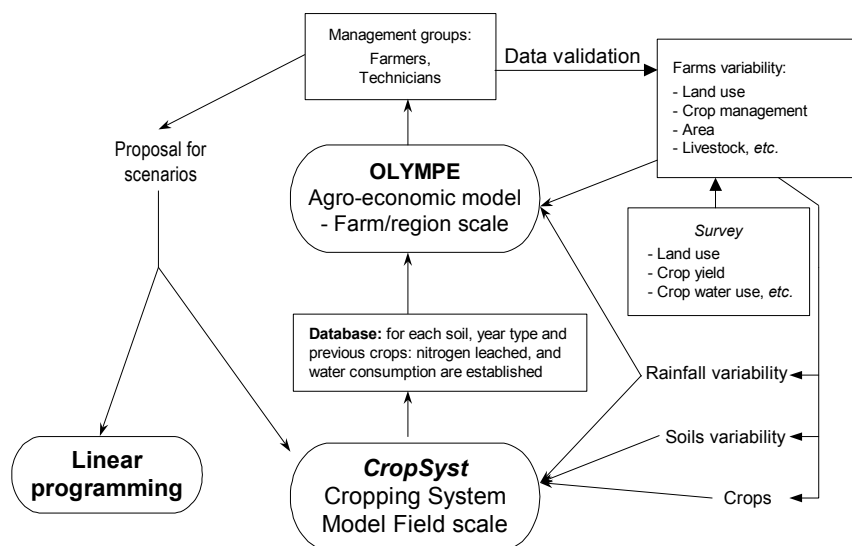 Management groups:
Farmers,
Technicians
Data validation
Farms variability:
- Land use
- Crop management
- Area
- Livestock, etc.
Proposal for
scenarios
OLYMPE
Agro-economic model
- Farm/region scale
Survey
- Land use
- Crop yield
- Crop water use, etc.
Database: for each soil, year type and
previous crops: nitrogen leached, and
water consumption are established
Rainfall variability
Soils variability
Crops
Linear
programming
CropSyst
Cropping System
Model Field scale